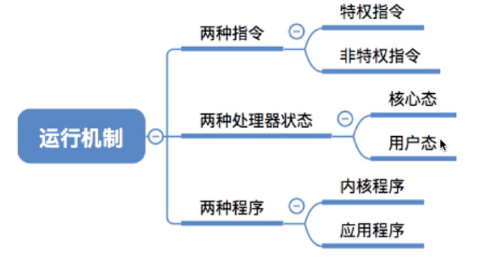 运行机制
两种指令
特权指令
非特权指令
两种处理器状态
核心态
用户态
两种程序
内核程序
应用程序